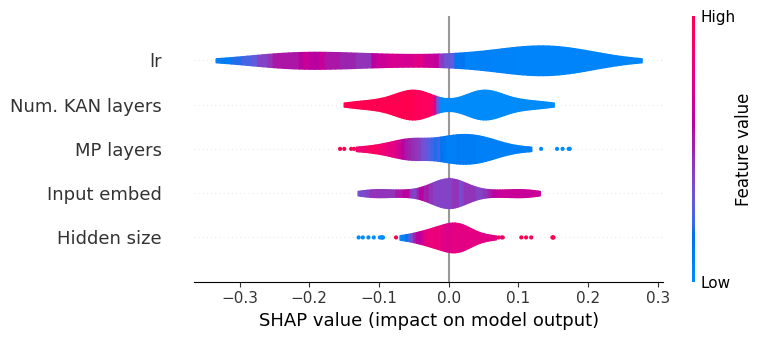 High
lr
Num. KAN layers
MP layers
Input embed
Hidden size
Feature value
Low
−0.3 −0.2 −0.1 0.0 0.1 0.2 0.3
SHAP value (impact on model output)